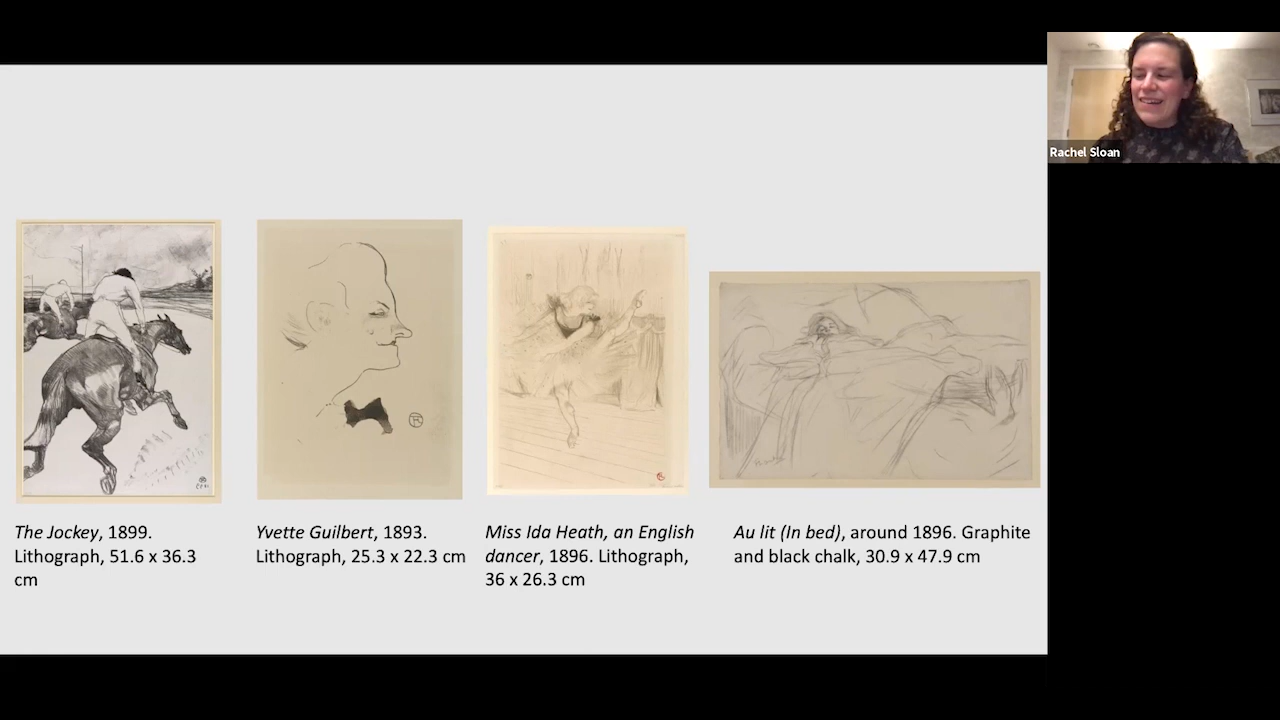 Rachel Sloan
The Jockey, 1899.
Lithograph, 51.6 x 36.3
cm
Yvette Guilbert, 1893.
Lithograph, 25.3 x 22.3 cm
Miss Ida Heath, an English
dancer, 1896. Lithograph,
36 x 26.3 cm
Au lit (In bed), around 1896. Graphite
and black chalk, 30.9 x 47.9 cm